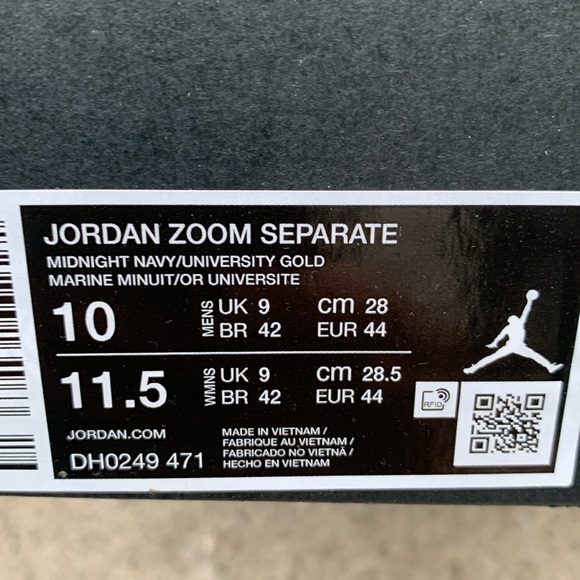 JORDAN ZOOM SEPARATE
MIDNIGHT NAVY/UNIVERSITY GOLD
MARINE MINUIT/OR UNIVERSITE
10 MENS UK 9 cm 28
BR 42 EUR 44
11.5 WMNS UK 9 cm 28.5
BR 42 EUR 44
RFID
JORDAN.COM
DH0249 471
MADE IN VIETNAM /
FABRIQUE AU VIETNAM /
FABRICADO NO VIETNÃ /
HECHO EN VIETNAM